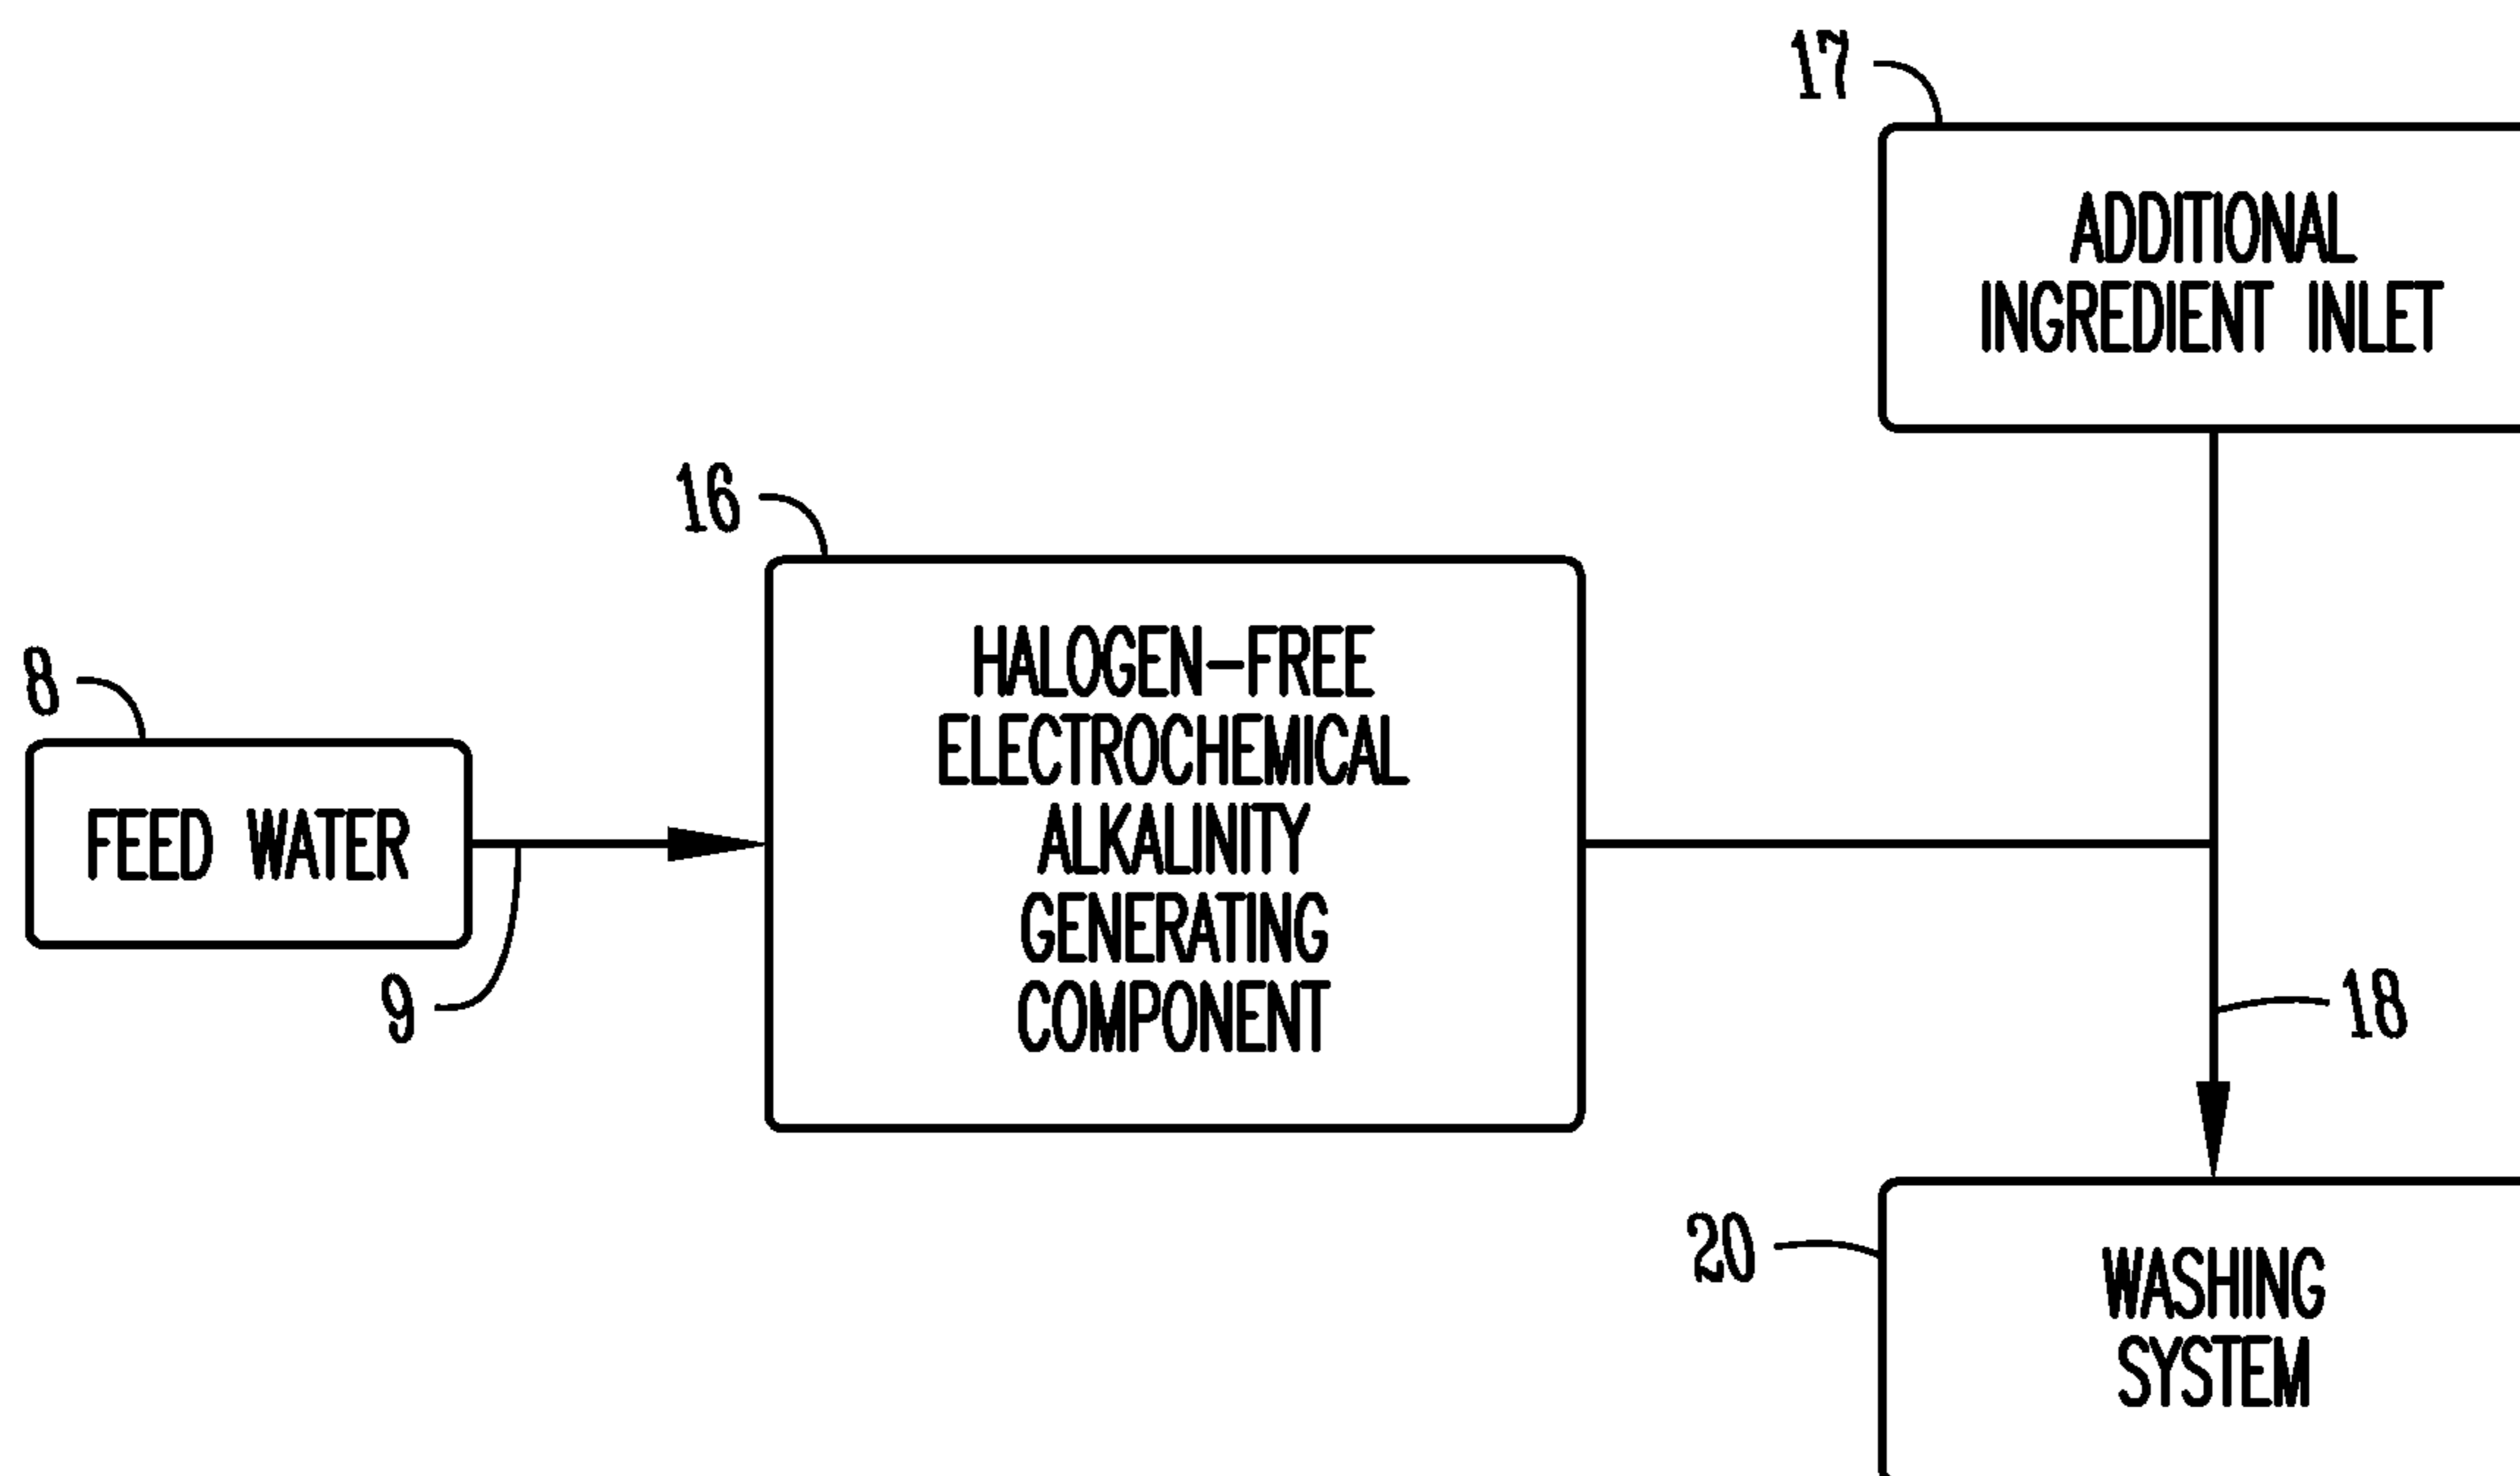 17
ADDITIONAL
INGREDIENT INLET
16
HALOGEN-FREE
ELECTROCHEMICAL
ALKALINITY
GENERATING
COMPONENT
8
FEED WATER
9
18
20
WASHING
SYSTEM